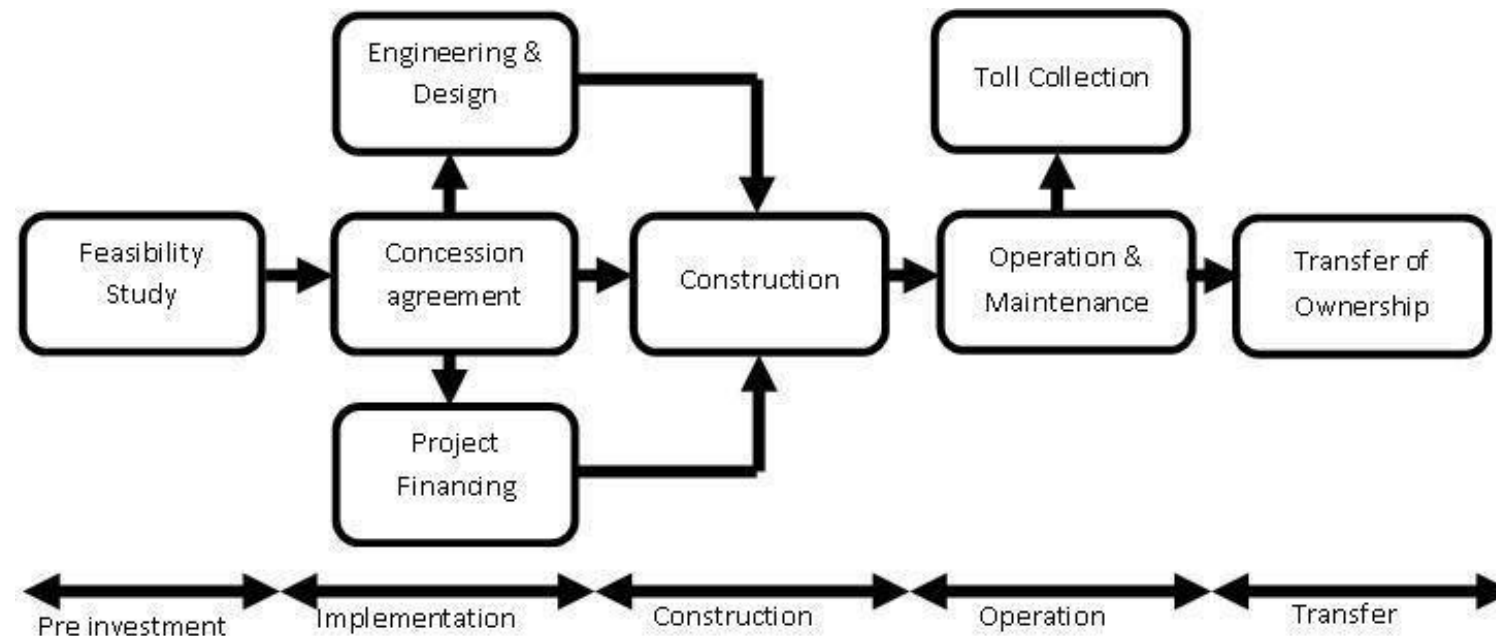 Engineering &
Design
Toll Collection
Feasibility
Study
Concession
agreement
Construction
Operation &
Maintenance
Transfer of
Ownership
Project
Financing
Pre investment
Implementation
Construction
Operation
Transfer